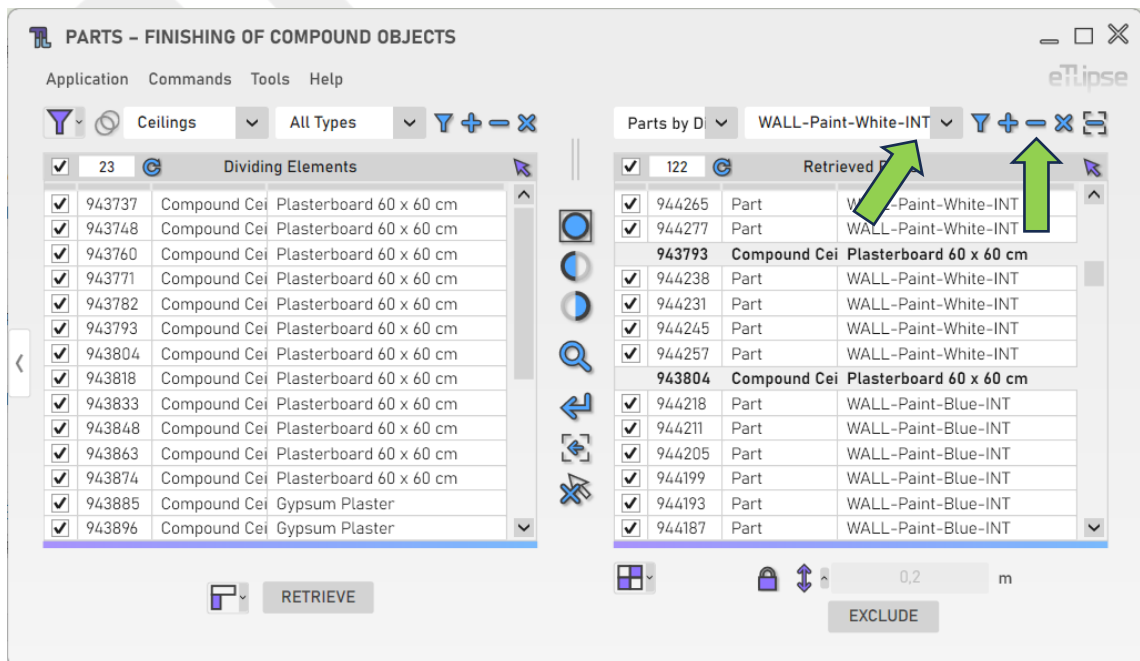 PARTS – FINISHING OF COMPOUND OBJECTS
Application Commands Tools Help
eTLipse
Ceilings All Types
Parts by Di WALL-Paint-White-INT
23 Dividing Elements
943737 Compound Cei Plasterboard 60 x 60 cm
943748 Compound Cei Plasterboard 60 x 60 cm
943760 Compound Cei Plasterboard 60 x 60 cm
943771 Compound Cei Plasterboard 60 x 60 cm
943782 Compound Cei Plasterboard 60 x 60 cm
943793 Compound Cei Plasterboard 60 x 60 cm
943804 Compound Cei Plasterboard 60 x 60 cm
943818 Compound Cei Plasterboard 60 x 60 cm
943833 Compound Cei Plasterboard 60 x 60 cm
943848 Compound Cei Plasterboard 60 x 60 cm
943863 Compound Cei Plasterboard 60 x 60 cm
943874 Compound Cei Plasterboard 60 x 60 cm
943885 Compound Cei Gypsum Plaster
943896 Compound Cei Gypsum Plaster
RETRIEVE
122 Retrieved
944265 Part WALL-Paint-White-INT
944277 Part WALL-Paint-White-INT
943793 Compound Cei Plasterboard 60 x 60 cm
944238 Part WALL-Paint-White-INT
944231 Part WALL-Paint-White-INT
944245 Part WALL-Paint-White-INT
944257 Part WALL-Paint-White-INT
943804 Compound Cei Plasterboard 60 x 60 cm
944218 Part WALL-Paint-Blue-INT
944211 Part WALL-Paint-Blue-INT
944205 Part WALL-Paint-Blue-INT
944199 Part WALL-Paint-Blue-INT
944193 Part WALL-Paint-Blue-INT
944187 Part WALL-Paint-Blue-INT
0,2 m
EXCLUDE